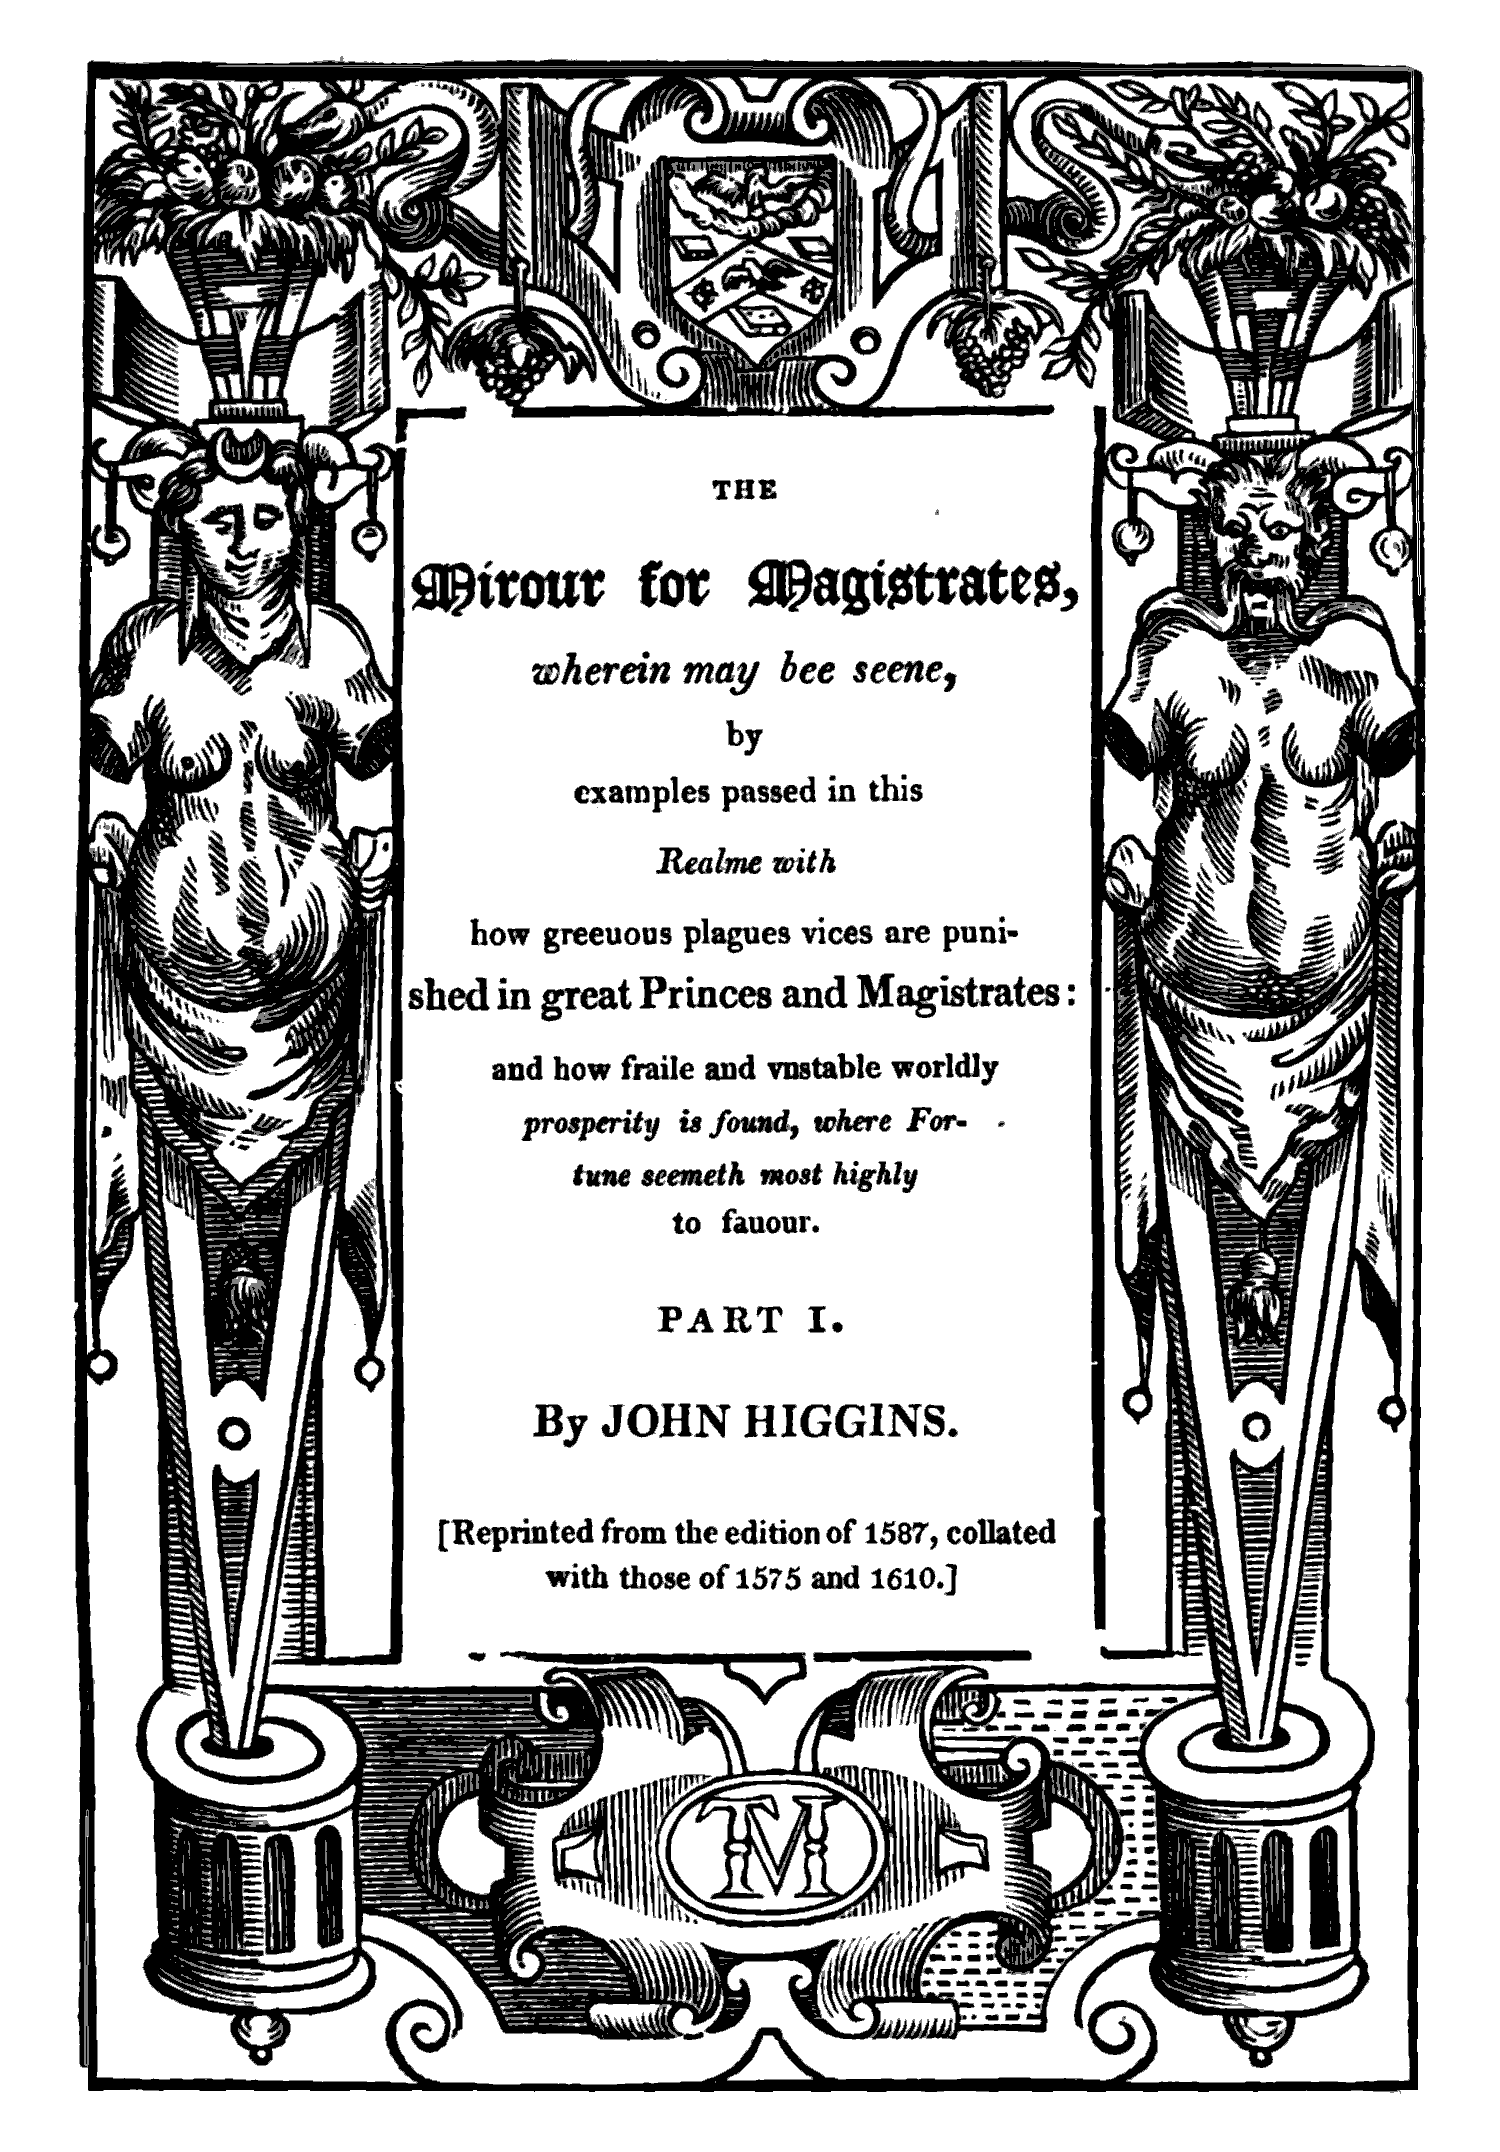 THE
Mirour for Magistrates,
wherein may bee seene,
by
examples passed in this
Realme with
how greeuous plagues vices are puni-
shed in great Princes and Magistrates:
and how fraile and vnstable worldly
prosperity is found, where For-
tune seemeth most highly
to fauour.
PART I.
By JOHN HIGGINS.
[Reprinted from the edition of 1587, collated
with those of 1575 and 1610.]
TM